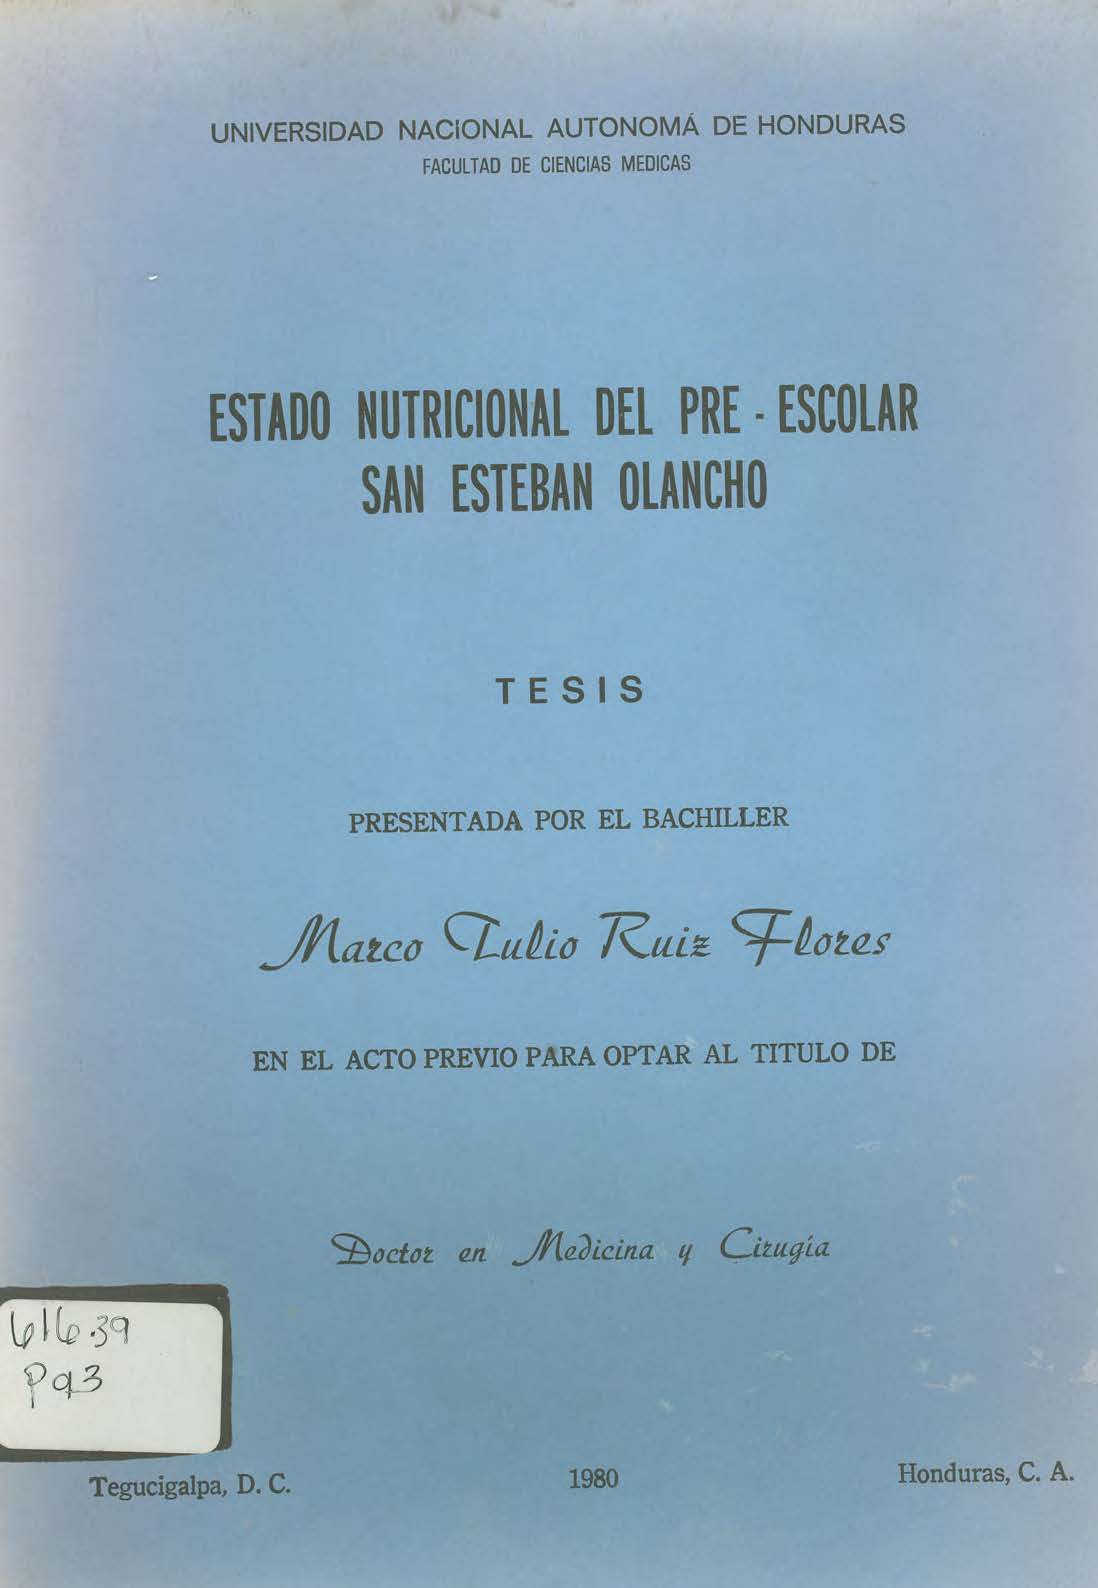 UNIVERSIDAD NACIONAL AUTONOMÁ DE HONDURAS
FACULTAD DE CIENCIAS MEDICAS
ESTADO NUTRICIONAL DEL PRE - ESCOLAR
SAN ESTEBAN OLANCHO
TESIS
PRESENTADA POR EL BACHILLER
Marco Tulio Ruiz Flores
EN EL ACTO PREVIO PARA OPTAR AL TITULO DE
Doctor en Medicina y Cirugía
616.39
P93
Tegucigalpa, D. C. 1980 Honduras, C. A.